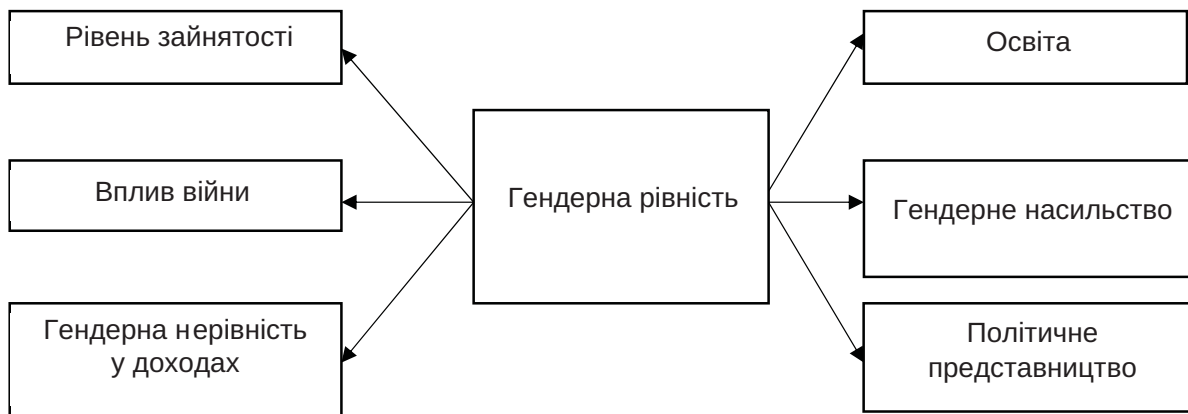 Рівень зайнятості
Вплив війни
Гендерна нерівність
у доходах
Гендерна рівність
Освіта
Гендерне насильство
Політичне
представництво